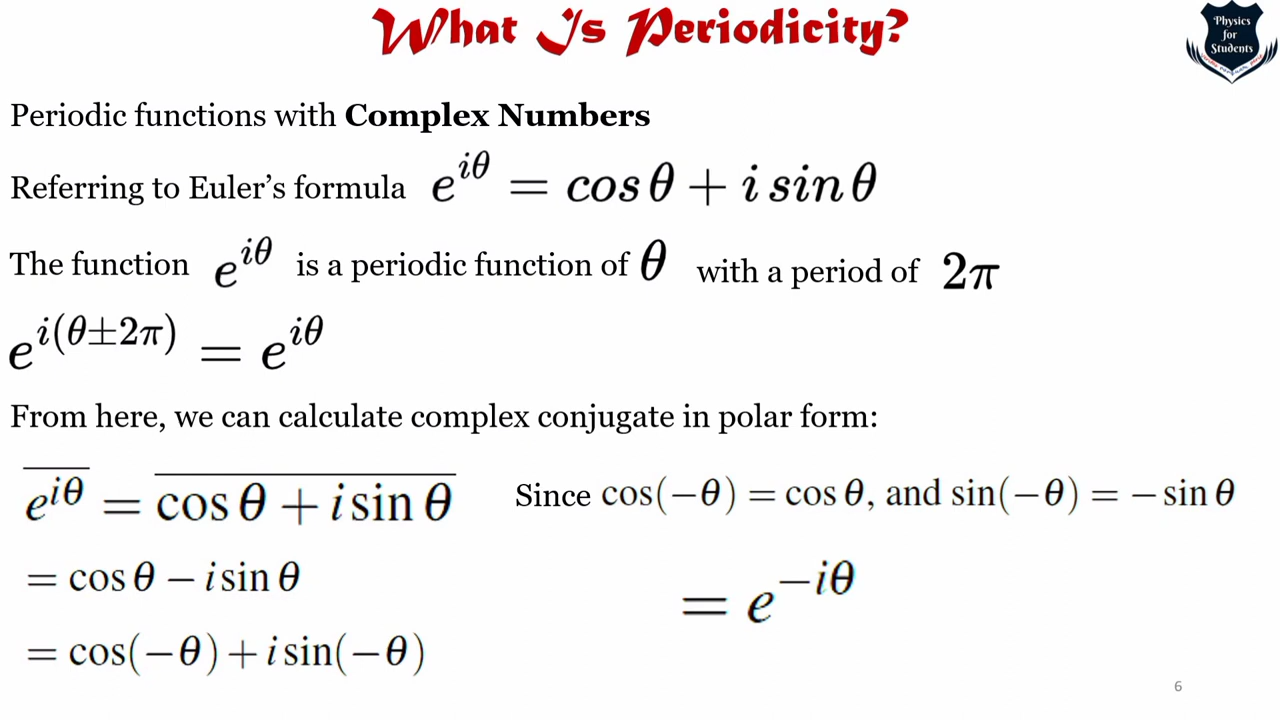 What Is Periodicity?
Physics
for
Students
Periodic functions with Complex Numbers
Referring to Euler's formula e^{iθ} = cos θ + i sin θ
The function e^{iθ} is a periodic function of θ with a period of 2π
e^{i(θ±2π)} = e^{iθ}
From here, we can calculate complex conjugate in polar form:
\overline{e^{iθ}} = \overline{cos θ + i sin θ}
Since cos(−θ) = cos θ, and sin(−θ) = − sin θ
= cos θ − i sin θ
= e^{−iθ}
= cos(−θ) + i sin(−θ)
6